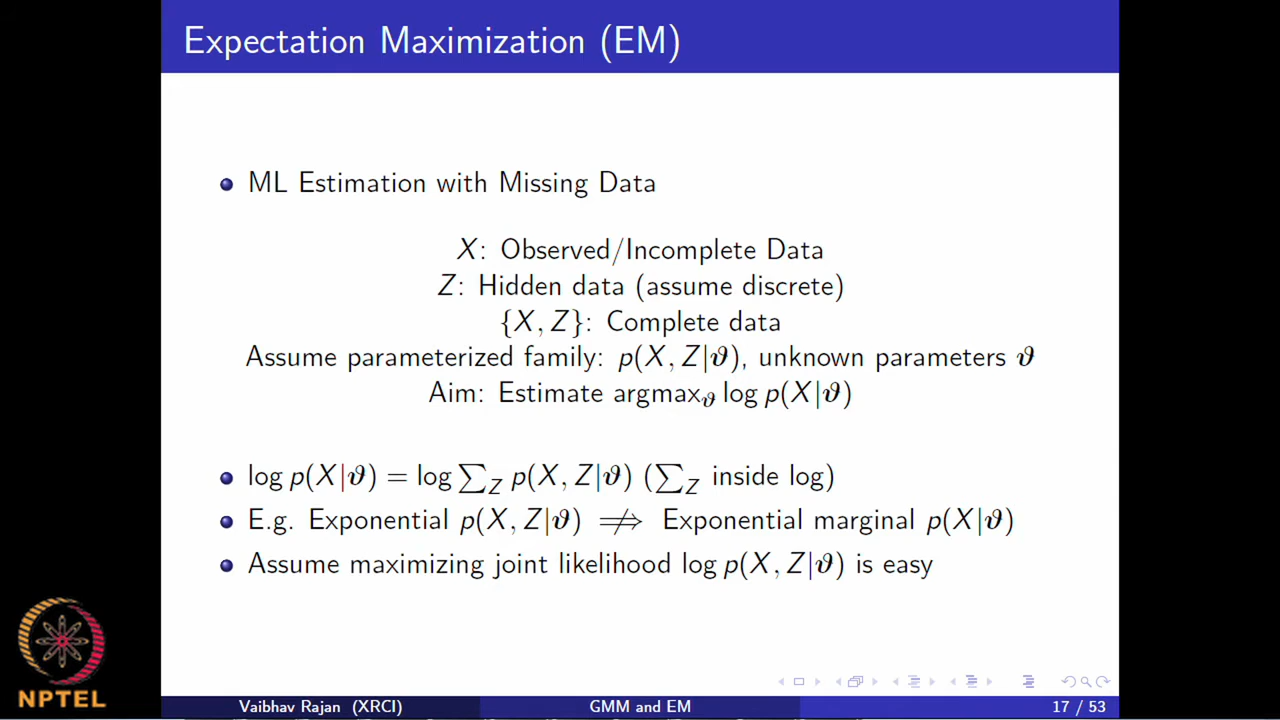 Expectation Maximization (EM)
ML Estimation with Missing Data
X: Observed/Incomplete Data
Z: Hidden data (assume discrete)
{X, Z}: Complete data
Assume parameterized family: p(X, Z|ϑ), unknown parameters ϑ
Aim: Estimate argmax_ϑ log p(X|ϑ)
log p(X|ϑ) = log ∑_Z p(X, Z|ϑ) (∑_Z inside log)
E.g. Exponential p(X, Z|ϑ) ⇏ Exponential marginal p(X|ϑ)
Assume maximizing joint likelihood log p(X, Z|ϑ) is easy
NPTEL
Vaibhav Rajan (XRCI) GMM and EM 17 / 53